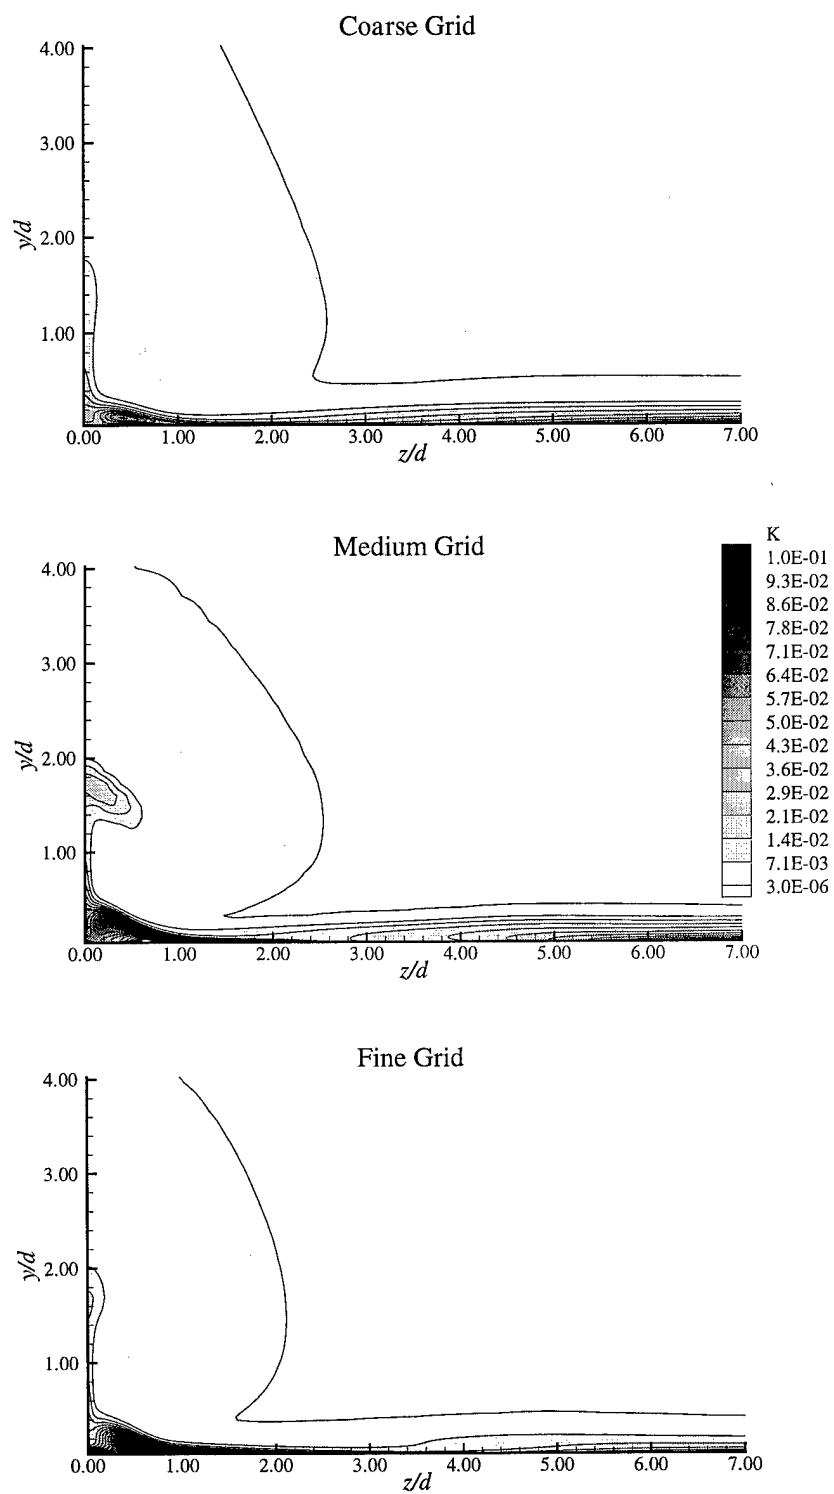 Coarse Grid
4.00
3.00
2.00
1.00
y/d
0.00 1.00 2.00 3.00 4.00 5.00 6.00 7.00
z/d
Medium Grid
4.00
3.00
2.00
1.00
y/d
0.00 1.00 2.00 3.00 4.00 5.00 6.00 7.00
z/d
K
1.0E-01
9.3E-02
8.6E-02
7.8E-02
7.1E-02
6.4E-02
5.7E-02
5.0E-02
4.3E-02
3.6E-02
2.9E-02
2.1E-02
1.4E-02
7.1E-03
3.0E-06
Fine Grid
4.00
3.00
2.00
1.00
y/d
0.00 1.00 2.00 3.00 4.00 5.00 6.00 7.00
z/d